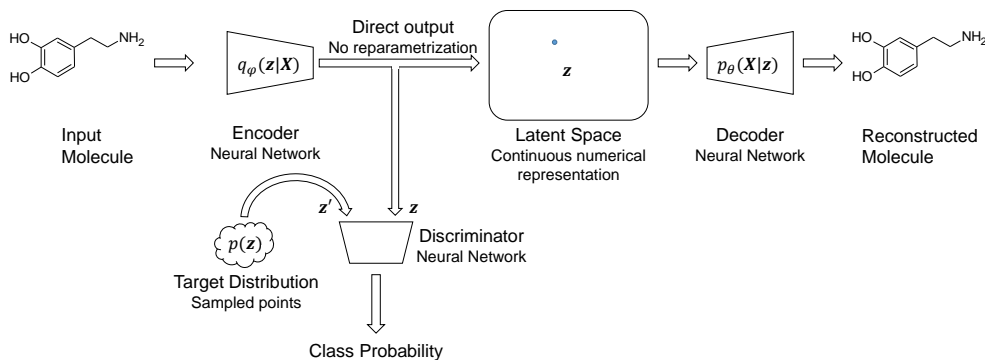 HO
HO
NH₂
Input
Molecule
qφ(z|X)
Encoder
Neural Network
Direct output
No reparametrization
z
Latent Space
Continuous numerical
representation
pθ(X|z)
Decoder
Neural Network
HO
HO
NH₂
Reconstructed
Molecule
z′
z
p(z)
Target Distribution
Sampled points
Discriminator
Neural Network
Class Probability